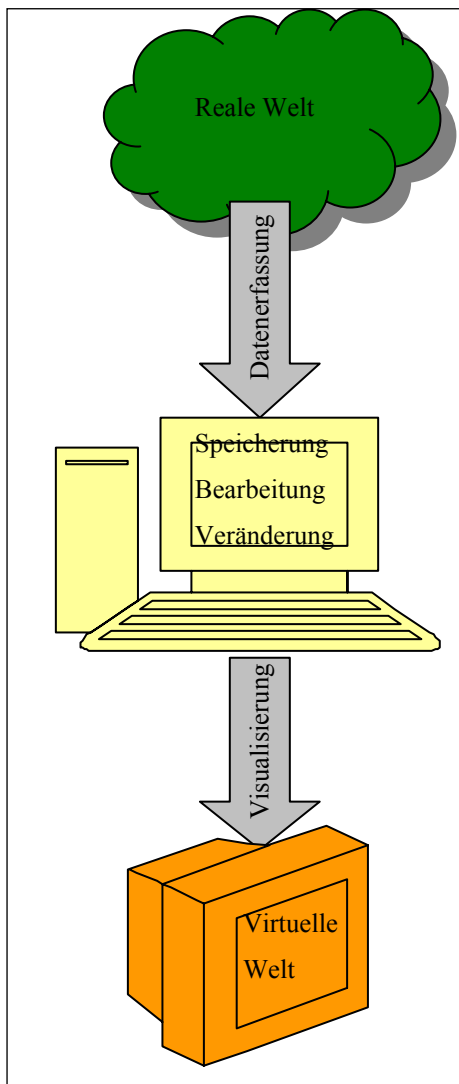 Reale Welt
Datenerfassung
Speicherung
Bearbeitung
Veränderung
Visualisierung
Virtuelle
Welt